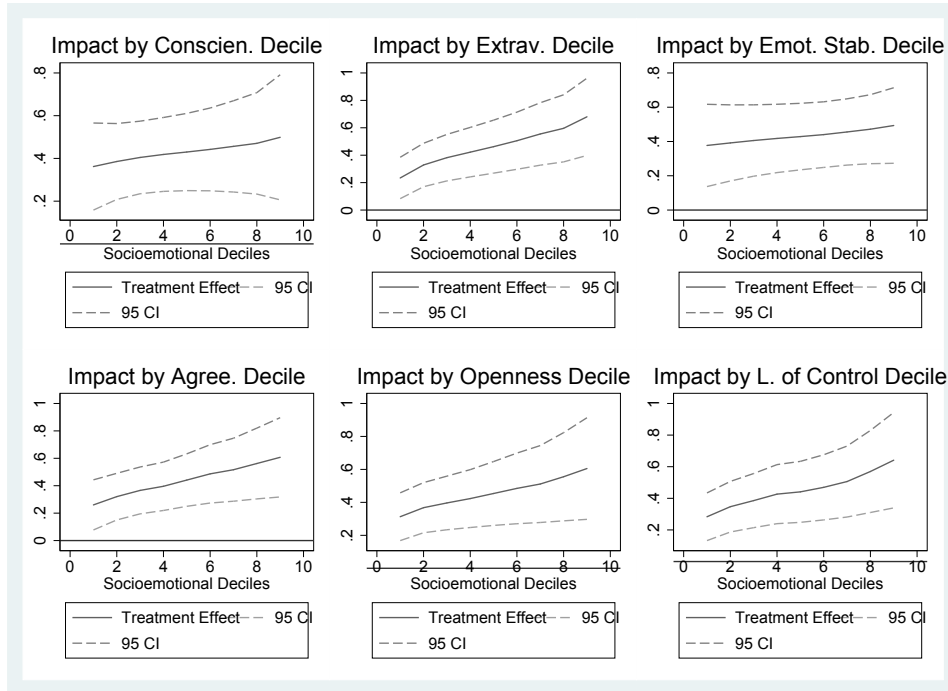 Impact by Conscien. Decile
.8
.6
.4
.2
0 2 4 6 8 10
Socioemotional Deciles
Treatment Effect 95 CI
95 CI
Impact by Extrav. Decile
1
.8
.6
.4
.2
0
0 2 4 6 8 10
Socioemotional Deciles
Treatment Effect 95 CI
95 CI
Impact by Emot. Stab. Decile
.8
.6
.4
.2
0
0 2 4 6 8 10
Socioemotional Deciles
Treatment Effect 95 CI
95 CI
Impact by Agree. Decile
1
.8
.6
.4
.2
0
0 2 4 6 8 10
Socioemotional Deciles
Treatment Effect 95 CI
95 CI
Impact by Openness Decile
1
.8
.6
.4
.2
0 2 4 6 8 10
Socioemotional Deciles
Treatment Effect 95 CI
95 CI
Impact by L. of Control Decile
1
.8
.6
.4
.2
0 2 4 6 8 10
Socioemotional Deciles
Treatment Effect 95 CI
95 CI